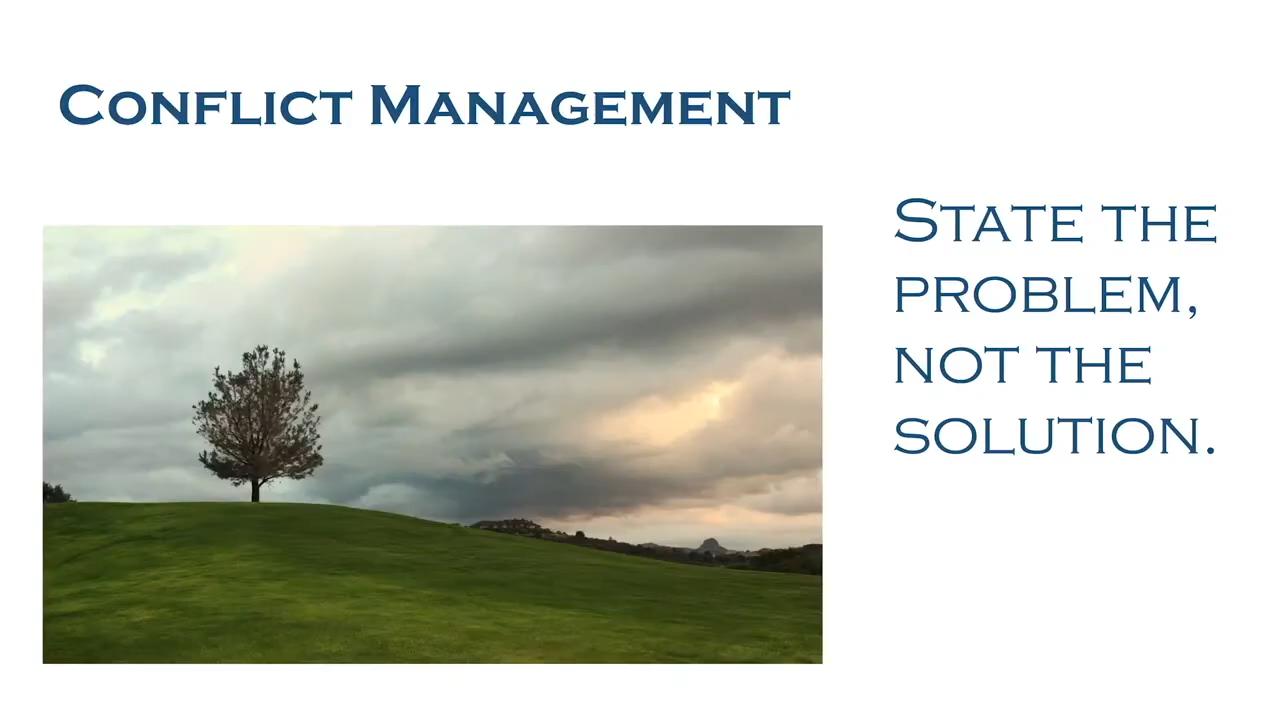 Conflict Management
State the
problem,
not the
solution.